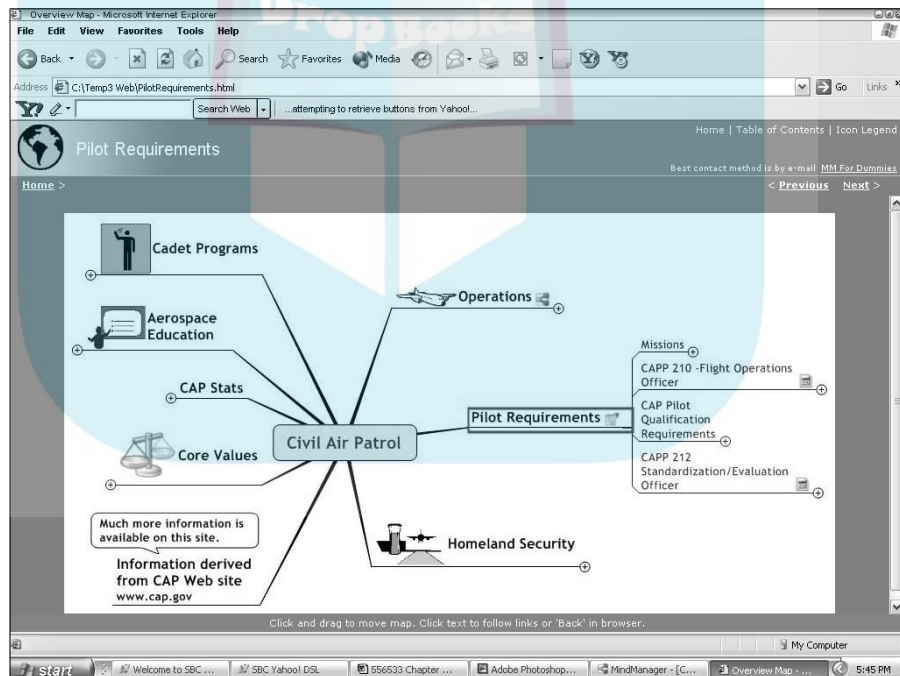 Overview Map - Microsoft Internet Explorer
File Edit View Favorites Tools Help
Drop Books
Back Search Favorites Media
Address C:\Temp3 Web\PilotRequirements.html Go Links
Search Web ...attempting to retrieve buttons from Yahoo!...
Home | Table of Contents | Icon Legend
Pilot Requirements
Best contact method is by e-mail MM For Dummies
Home > < Previous Next >
Cadet Programs
Operations
Aerospace
Education
Missions
CAPP 210 -Flight Operations
Officer
CAP Stats
CAP Pilot
Qualification
Requirements
Pilot Requirements
Civil Air Patrol
Core Values
CAPP 212
Standardization/Evaluation
Officer
Much more information is
available on this site.
Homeland Security
Information derived
from CAP Web site
www.cap.gov
Click and drag to move map. Click text to follow links or 'Back' in browser.
My Computer
start Welcome to SBC ... SBC Yahoo! DSL 556533 Chapter ... Adobe Photoshop... MindManager - [C... Overview Map - ... 5:45 PM